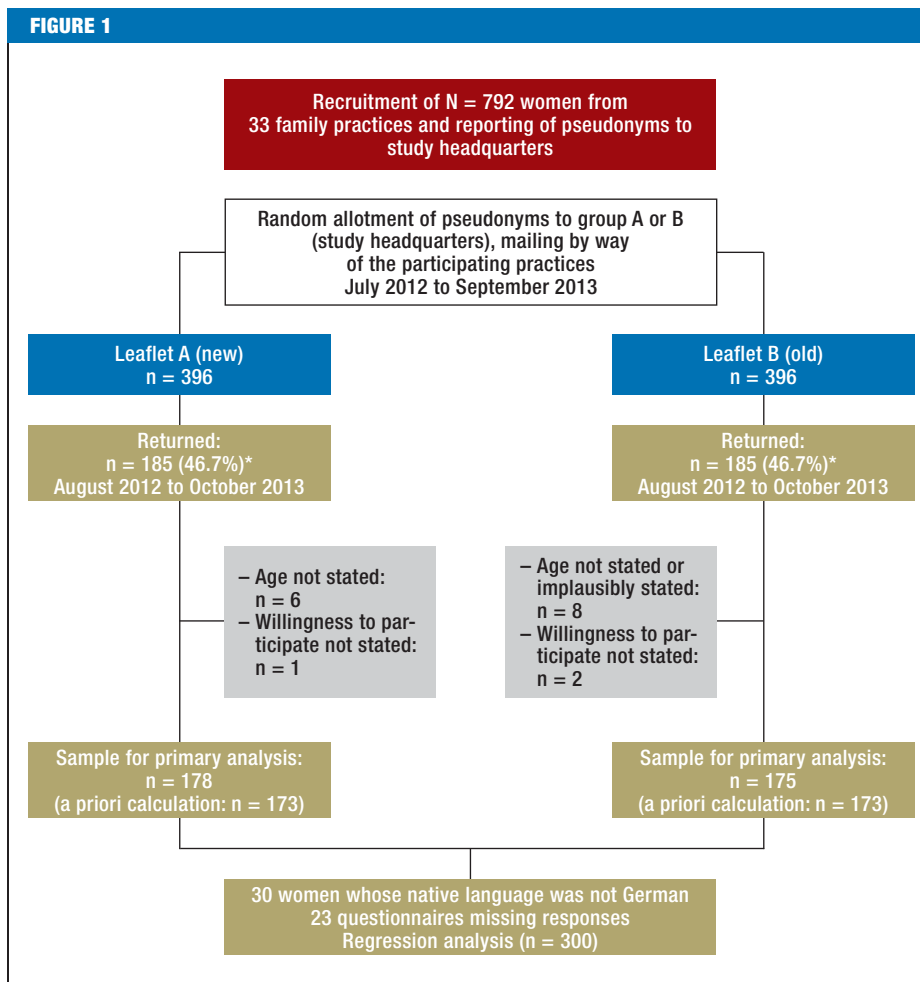 FIGURE 1
Recruitment of N = 792 women from
33 family practices and reporting of pseudonyms to
study headquarters
Random allotment of pseudonyms to group A or B
(study headquarters), mailing by way
of the participating practices
July 2012 to September 2013
Leaflet A (new)
n = 396
Leaflet B (old)
n = 396
Returned:
n = 185 (46.7%)*
August 2012 to October 2013
Returned:
n = 185 (46.7%)*
August 2012 to October 2013
– Age not stated:
n = 6
– Willingness to par-
ticipate not stated:
n = 1
– Age not stated or
implausibly stated:
n = 8
– Willingness to par-
ticipate not stated:
n = 2
Sample for primary analysis:
n = 178
(a priori calculation: n = 173)
Sample for primary analysis:
n = 175
(a priori calculation: n = 173)
30 women whose native language was not German
23 questionnaires missing responses
Regression analysis (n = 300)